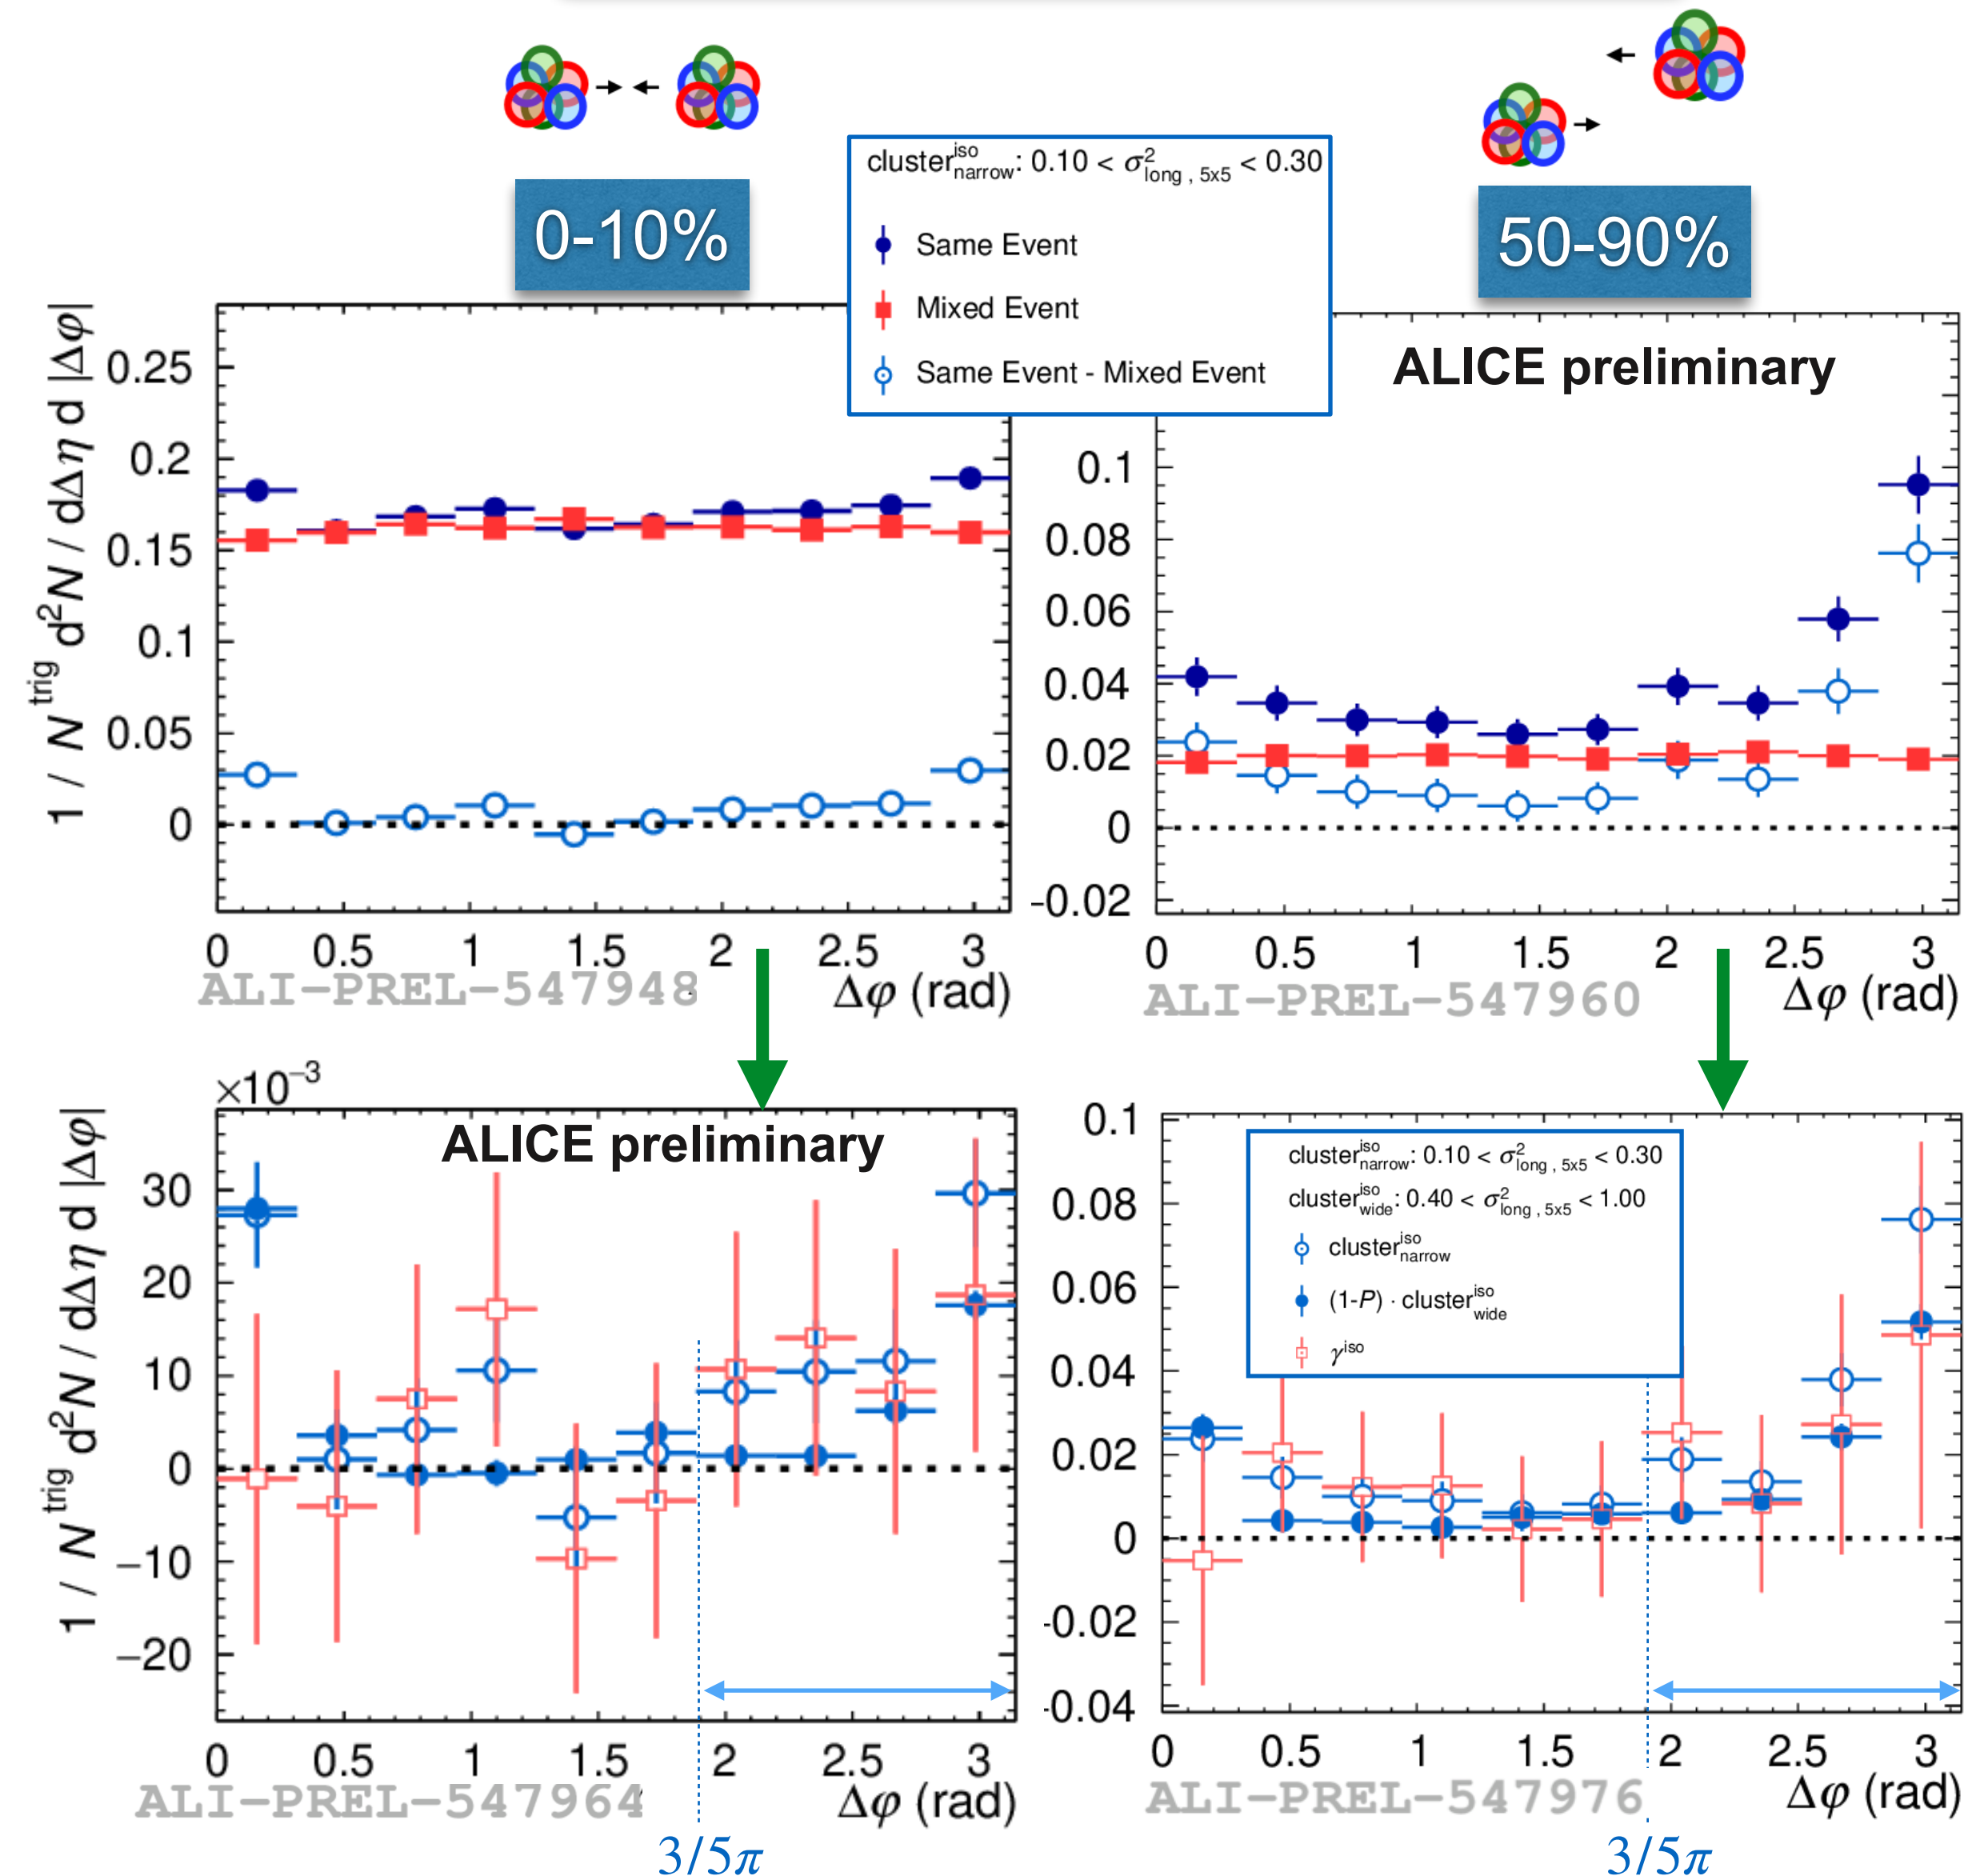 0-10%
50-90%
cluster^iso_narrow: 0.10 < σ²_long , 5x5 < 0.30
Same Event
Mixed Event
Same Event - Mixed Event
ALICE preliminary
1 / N^trig d²N / dΔη d |Δφ|
0.25
0.2
0.15
0.1
0.05
0
0 0.5 1 1.5 2 2.5 3
Δφ (rad)
ALI-PREL-547948
0.1
0.08
0.06
0.04
0.02
0
-0.02
0 0.5 1 1.5 2 2.5 3
Δφ (rad)
ALI-PREL-547960
×10⁻³
ALICE preliminary
1 / N^trig d²N / dΔη d |Δφ|
30
20
10
0
−10
−20
0 0.5 1 1.5 2 2.5 3
Δφ (rad)
ALI-PREL-547964
3/5π
0.1
0.08
0.06
0.04
0.02
0
-0.02
-0.04
cluster^iso_narrow: 0.10 < σ²_long , 5x5 < 0.30
cluster^iso_wide: 0.40 < σ²_long , 5x5 < 1.00
cluster^iso_narrow
(1-P) · cluster^iso_wide
γ^iso
0 0.5 1 1.5 2 2.5 3
Δφ (rad)
ALI-PREL-547976
3/5π